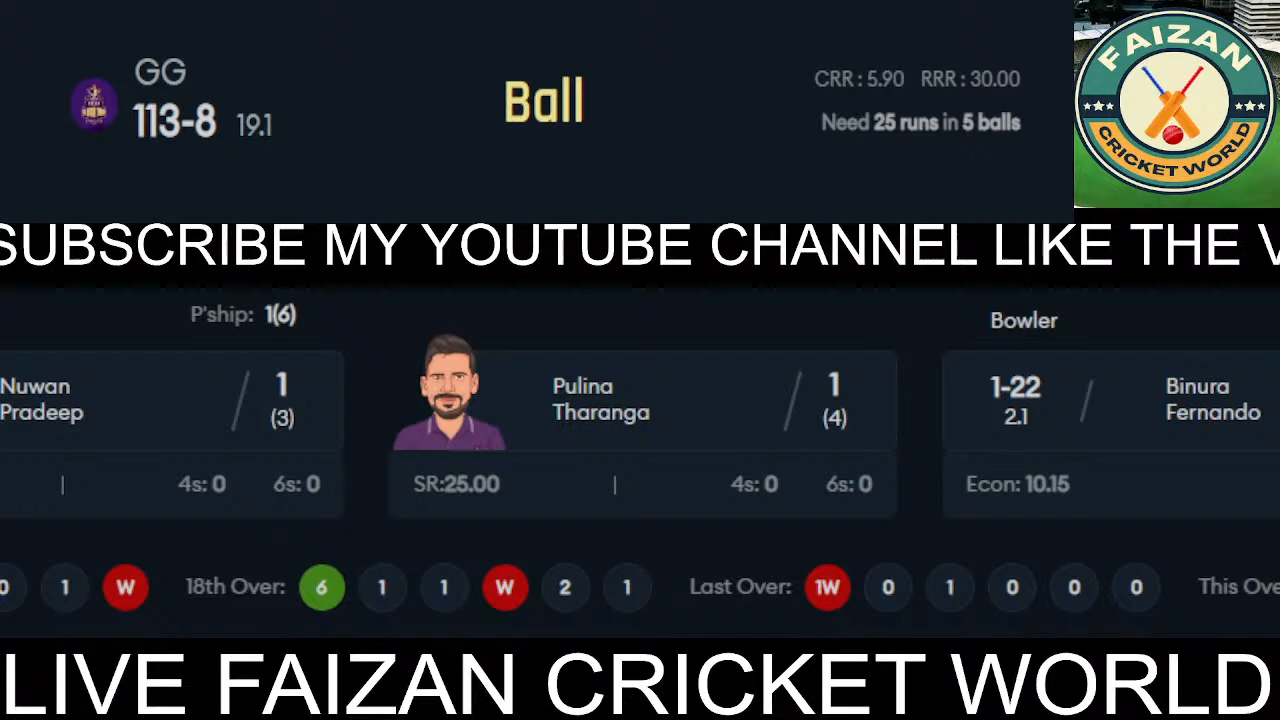 GG
113-8 19.1
Ball
CRR : 5.90 RRR : 30.00
Need 25 runs in 5 balls
FAIZAN
CRICKET WORLD
SUBSCRIBE MY YOUTUBE CHANNEL LIKE THE V
P'ship: 1(6)
Bowler
Nuwan
Pradeep
1
(3)
Pulina
Tharanga
1
(4)
1-22
2.1
Binura
Fernando
| 4s: 0 6s: 0
SR:25.00 | 4s: 0 6s: 0
Econ: 10.15
0 1 W 18th Over: 6 1 1 W 2 1 Last Over: 1W 0 1 0 0 0 This Ove
LIVE FAIZAN CRICKET WORLD